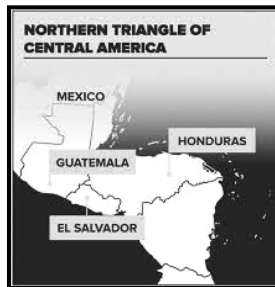 NORTHERN TRIANGLE OF
CENTRAL AMERICA
MEXICO
HONDURAS
GUATEMALA
EL SALVADOR